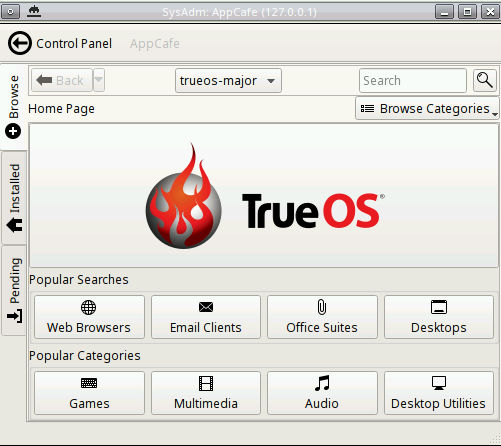 SysAdm: AppCafe (127.0.0.1)
Control Panel AppCafe
Back trueos-major Search
Home Page Browse Categories
Browse
Installed
Pending
TrueOS®
Popular Searches
Web Browsers Email Clients Office Suites Desktops
Popular Categories
Games Multimedia Audio Desktop Utilities